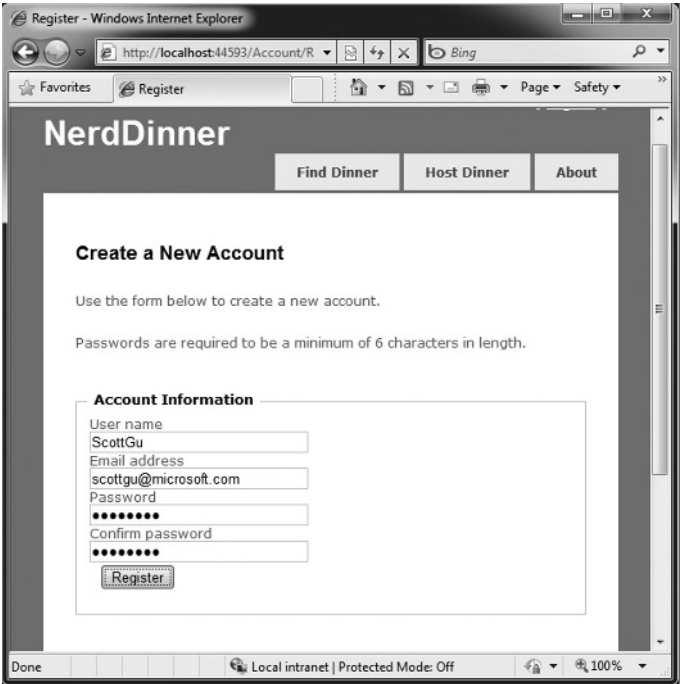 Register - Windows Internet Explorer
http://localhost:44593/Account/R
Bing
Favorites
Register
Page
Safety
»
NerdDinner
Find Dinner
Host Dinner
About
Create a New Account
Use the form below to create a new account.
Passwords are required to be a minimum of 6 characters in length.
Account Information
User name
ScottGu
Email address
scottgu@microsoft.com
Password
●●●●●●●●
Confirm password
●●●●●●●●
Register
Done
Local intranet | Protected Mode: Off
100%